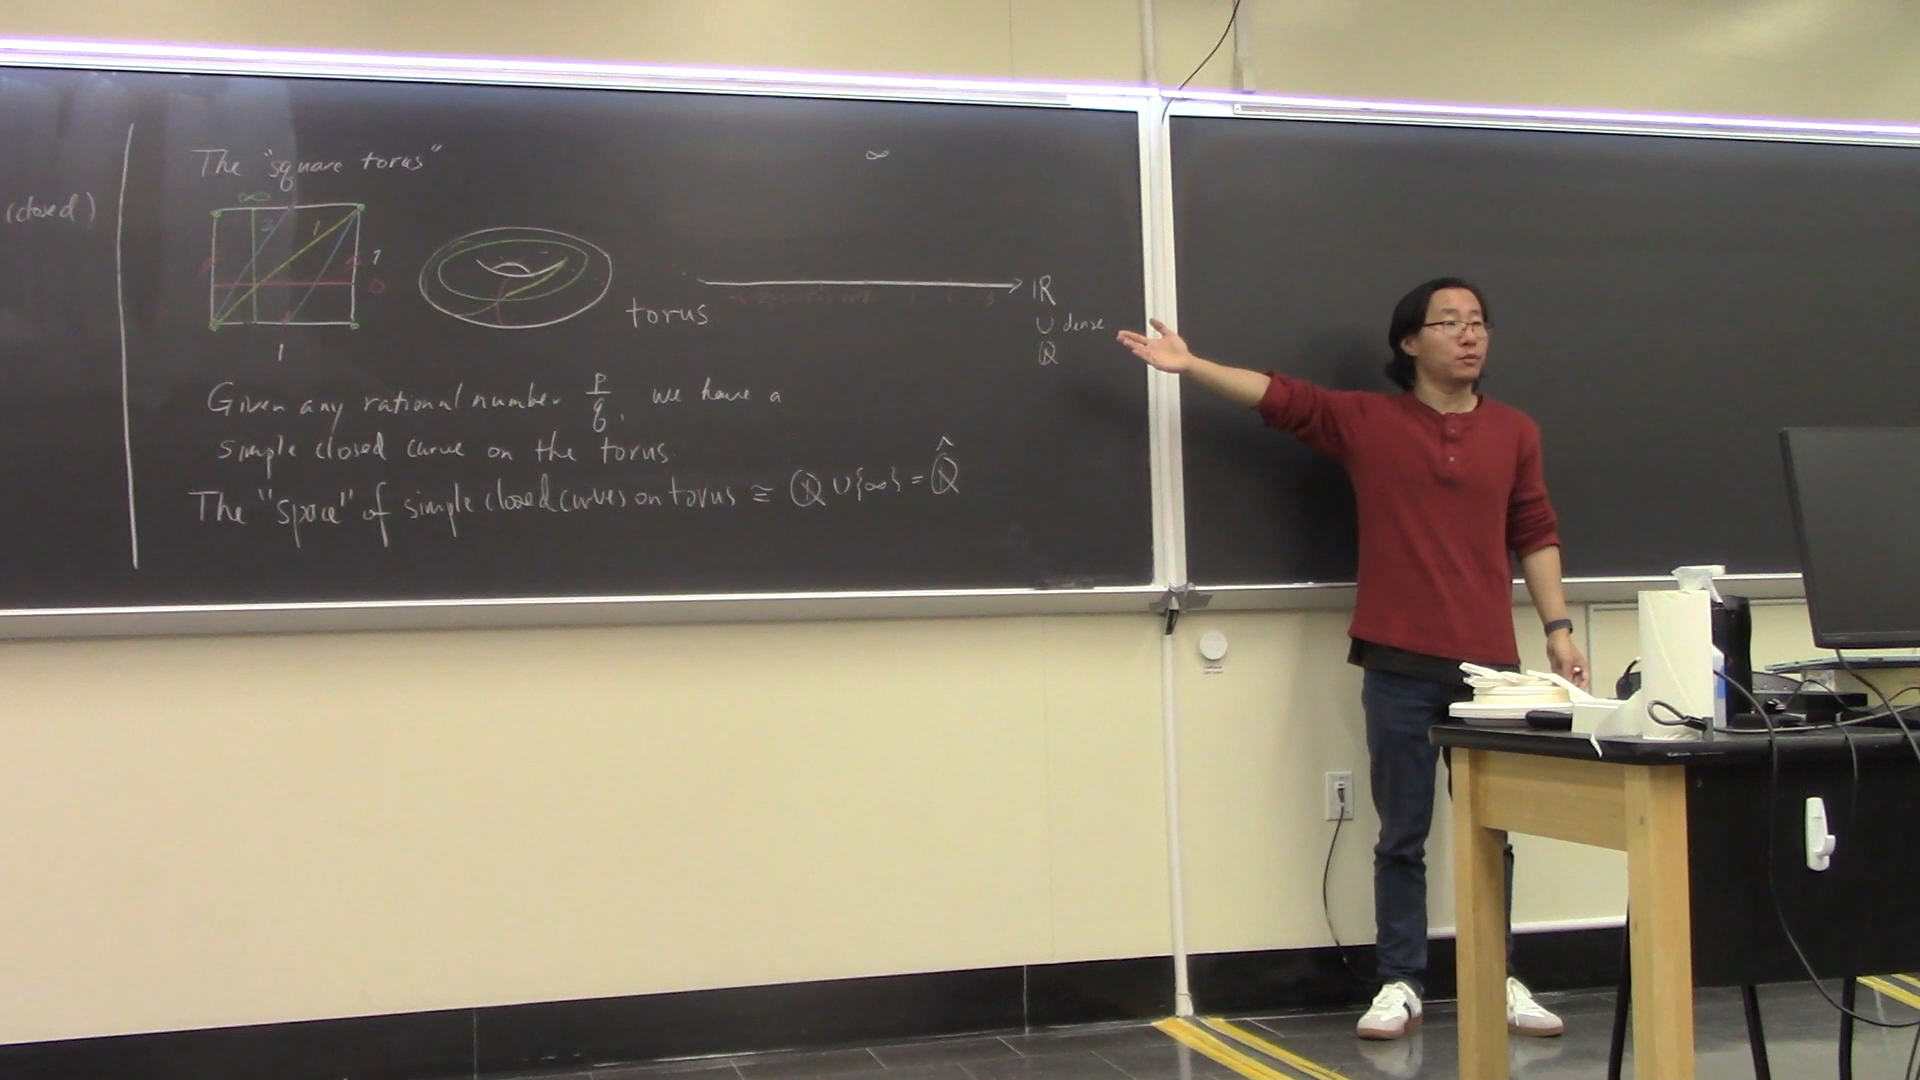 (closed)
The "square torus"
∞
∞
2
1
1
0
1
torus
ℝ
∪ dense
ℚ
Given any rational number p/q, we have a
simple closed curve on the torus.
The "space" of simple closed curves on torus ≅ ℚ ∪ {∞} = ℚ̂